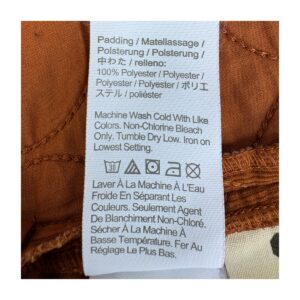 Padding / Matelassage /
Polsterung / Polsterung /
中わた / relleno:
100% Polyester / Polyester /
Polyester / Polyester / ポリエ
ステル / poliéster
Machine Wash Cold With Like
Colors. Non-Chlorine Bleach
Only. Tumble Dry Low. Iron on
Lowest Setting.
Laver À La Machine À L'Eau
Froide En Séparant Les
Couleurs. Agent Seulement
De Blanchiment Non-Chloré.
Sécher À La Machine À
Basse Température. Fer Au
Réglage Le Plus Bas.